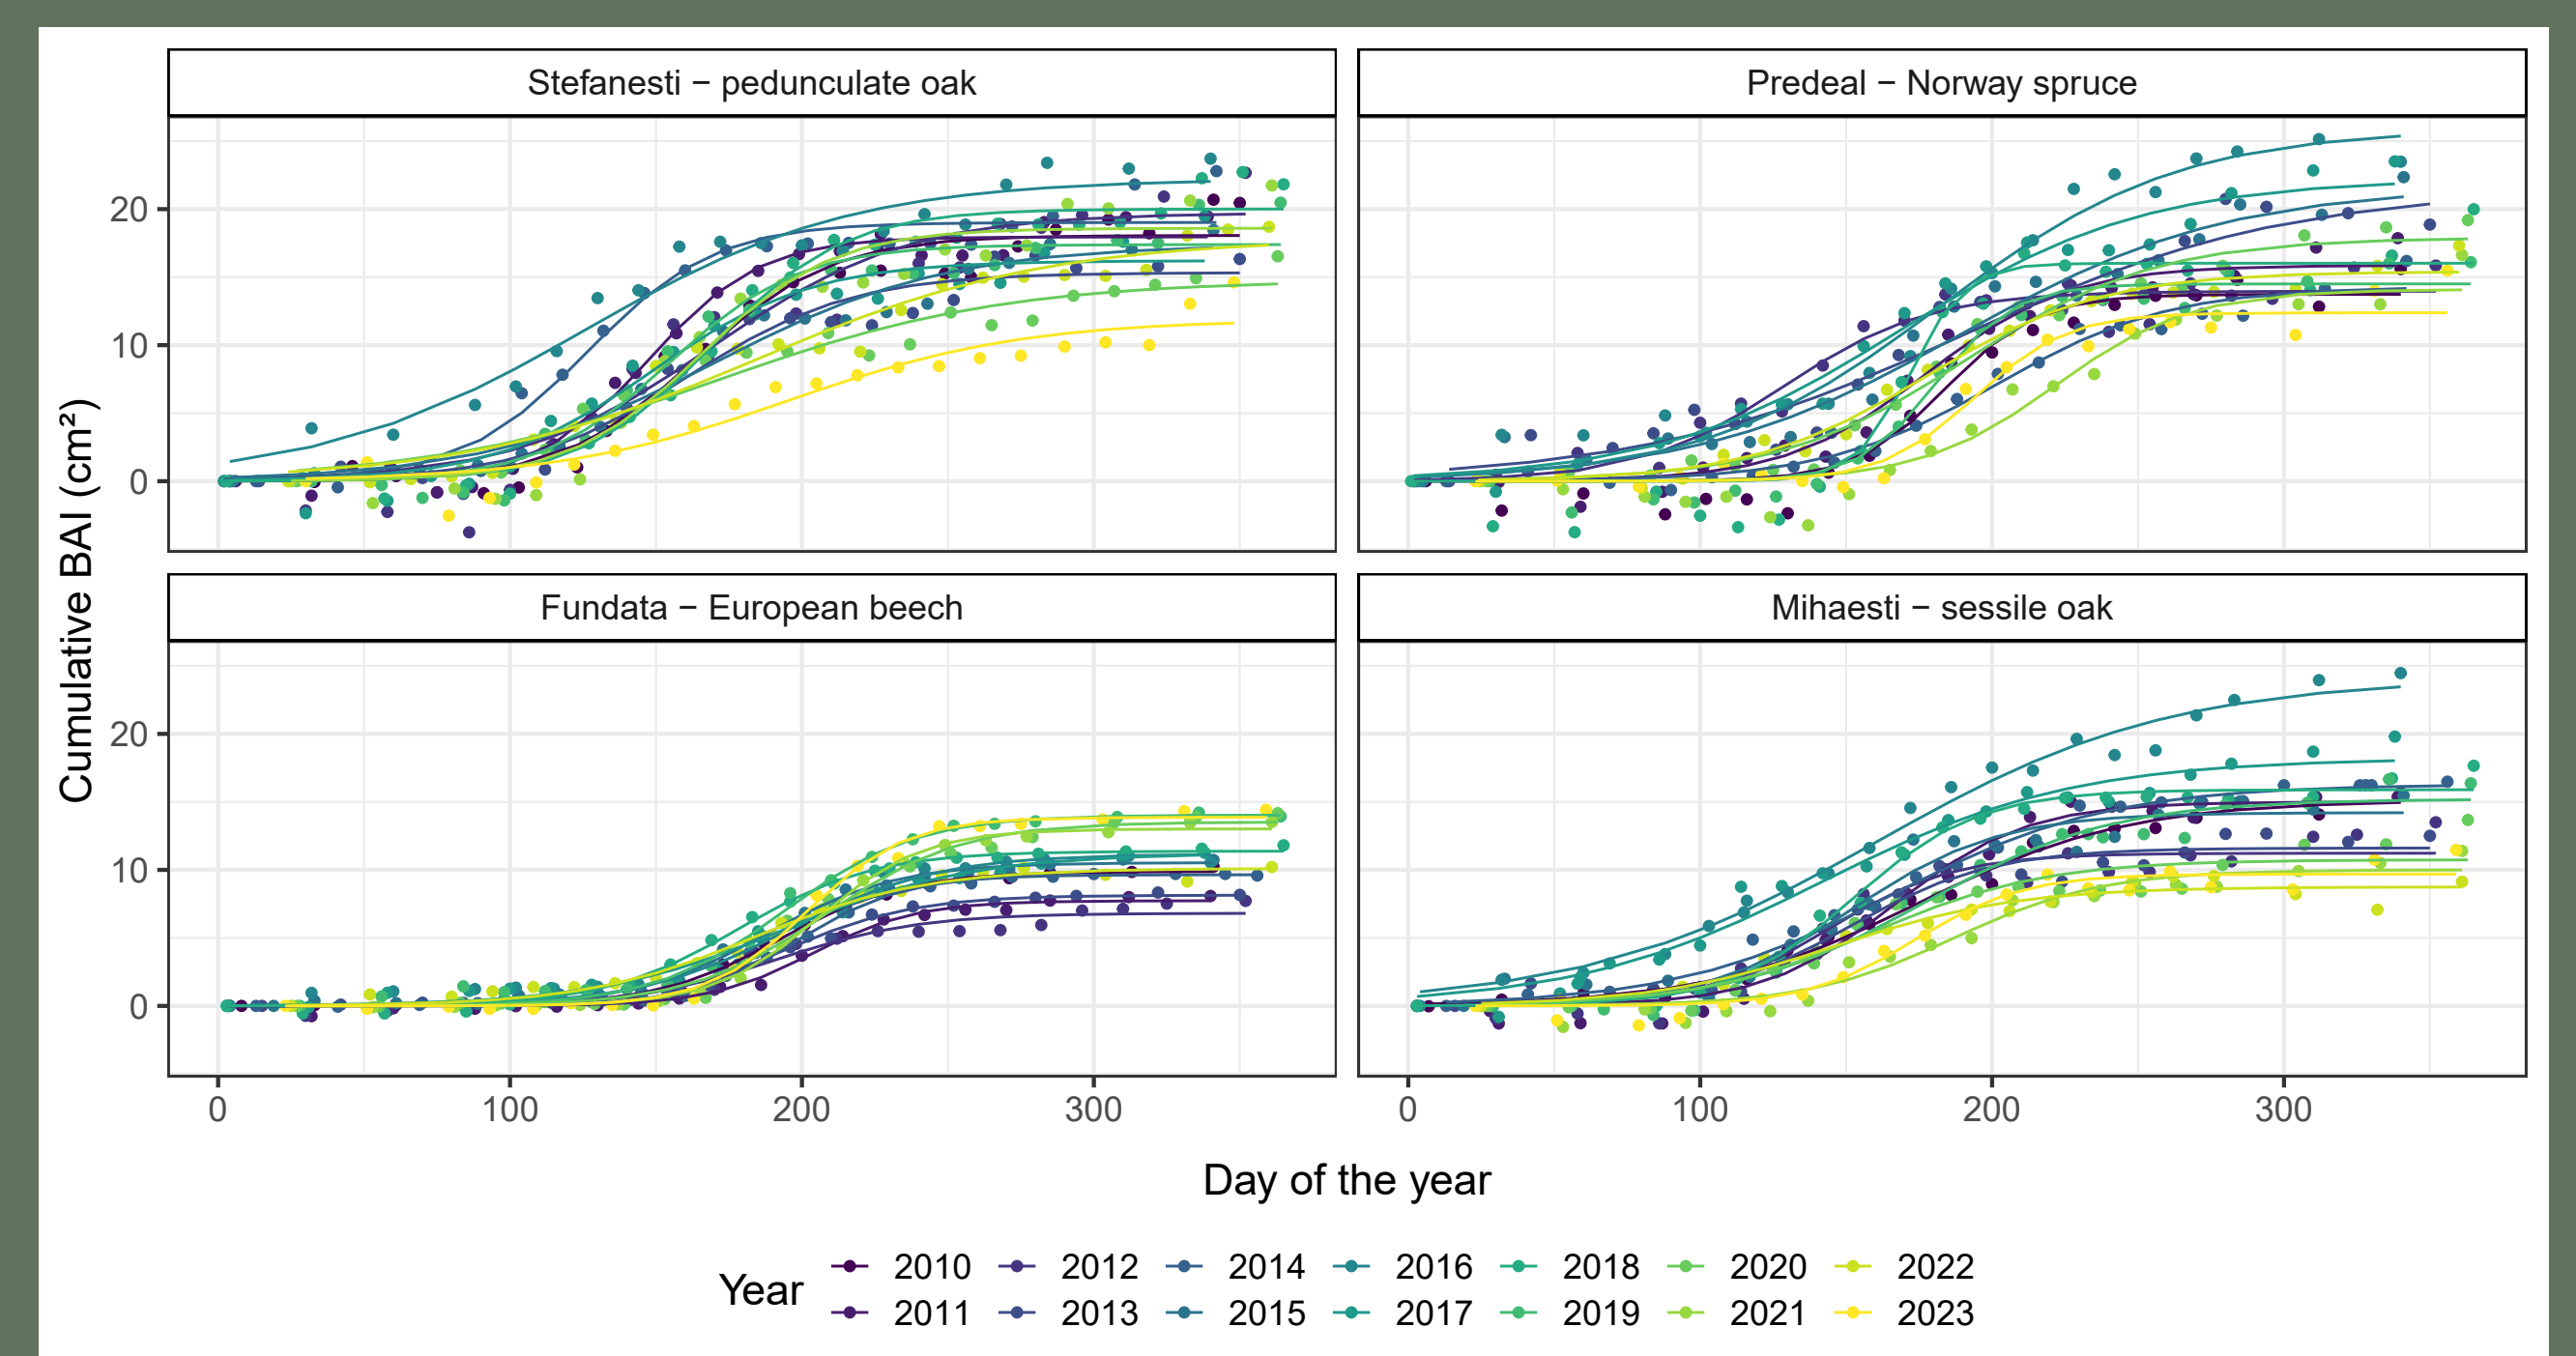 Stefanesti − pedunculate oak
Predeal − Norway spruce
20
10
0
Cumulative BAI (cm²)
Fundata − European beech
Mihaesti − sessile oak
20
10
0
0 100 200 300
0 100 200 300
Day of the year
Year
2010 2012 2014 2016 2018 2020 2022
2011 2013 2015 2017 2019 2021 2023